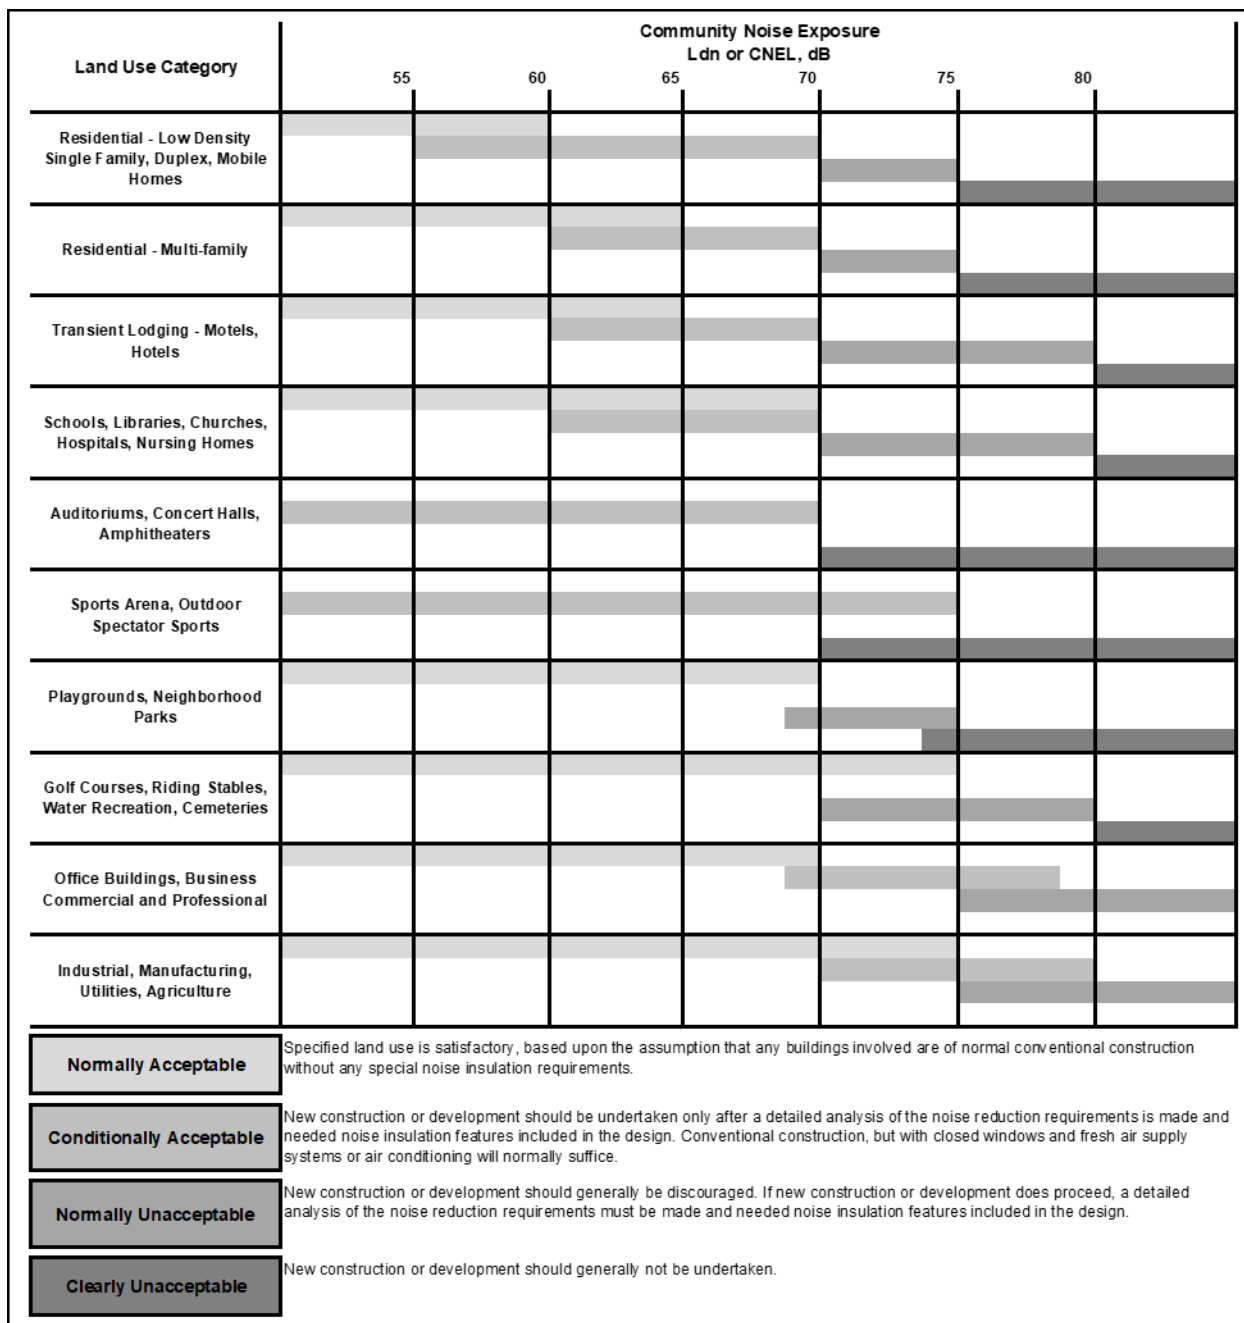 Community Noise Exposure
Ldn or CNEL, dB
Land Use Category
55 60 65 70 75 80
Residential - Low Density
Single Family, Duplex, Mobile
Homes
Residential - Multi-family
Transient Lodging - Motels,
Hotels
Schools, Libraries, Churches,
Hospitals, Nursing Homes
Auditoriums, Concert Halls,
Amphitheaters
Sports Arena, Outdoor
Spectator Sports
Playgrounds, Neighborhood
Parks
Golf Courses, Riding Stables,
Water Recreation, Cemeteries
Office Buildings, Business
Commercial and Professional
Industrial, Manufacturing,
Utilities, Agriculture
Normally Acceptable
Specified land use is satisfactory, based upon the assumption that any buildings involved are of normal conventional construction
without any special noise insulation requirements.
Conditionally Acceptable
New construction or development should be undertaken only after a detailed analysis of the noise reduction requirements is made and
needed noise insulation features included in the design. Conventional construction, but with closed windows and fresh air supply
systems or air conditioning will normally suffice.
Normally Unacceptable
New construction or development should generally be discouraged. If new construction or development does proceed, a detailed
analysis of the noise reduction requirements must be made and needed noise insulation features included in the design.
Clearly Unacceptable
New construction or development should generally not be undertaken.